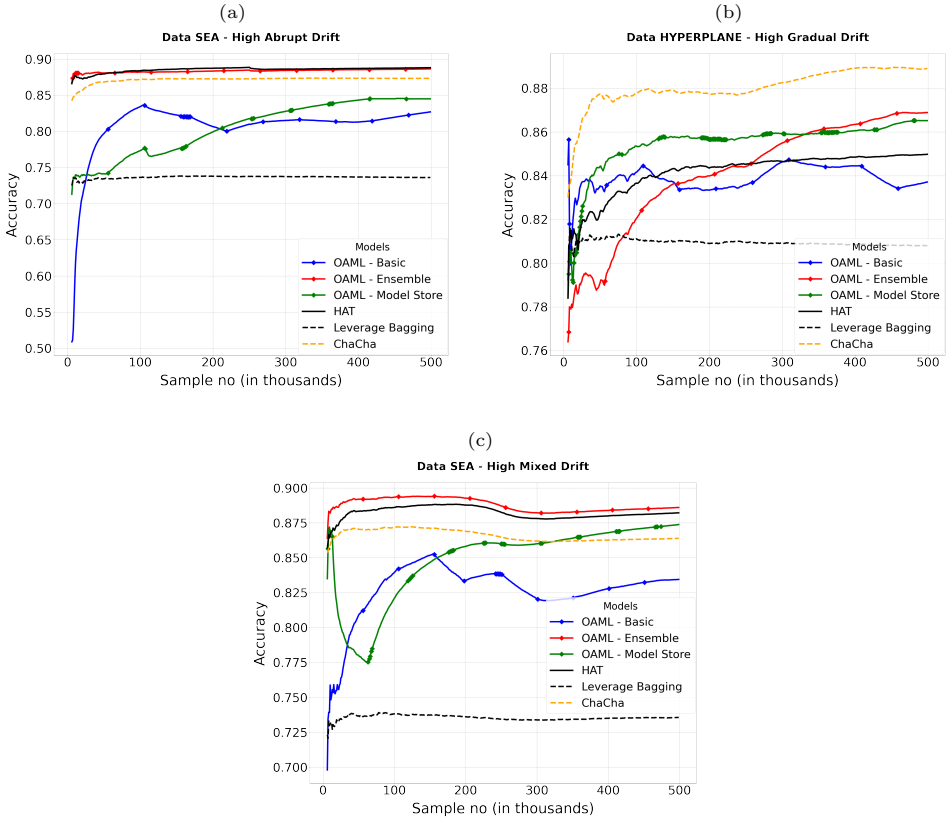 (a)
Data SEA - High Abrupt Drift
0.90
0.85
0.80
0.75
0.70
0.65
0.60
0.55
0.50
Accuracy
Models
OAML - Basic
OAML - Ensemble
OAML - Model Store
HAT
Leverage Bagging
ChaCha
0 100 200 300 400 500
Sample no (in thousands)
(b)
Data HYPERPLANE - High Gradual Drift
0.88
0.86
0.84
0.82
0.80
0.78
0.76
Accuracy
Models
OAML - Basic
OAML - Ensemble
OAML - Model Store
HAT
Leverage Bagging
ChaCha
0 100 200 300 400 500
Sample no (in thousands)
(c)
Data SEA - High Mixed Drift
0.900
0.875
0.850
0.825
0.800
0.775
0.750
0.725
0.700
Accuracy
Models
OAML - Basic
OAML - Ensemble
OAML - Model Store
HAT
Leverage Bagging
ChaCha
0 100 200 300 400 500
Sample no (in thousands)